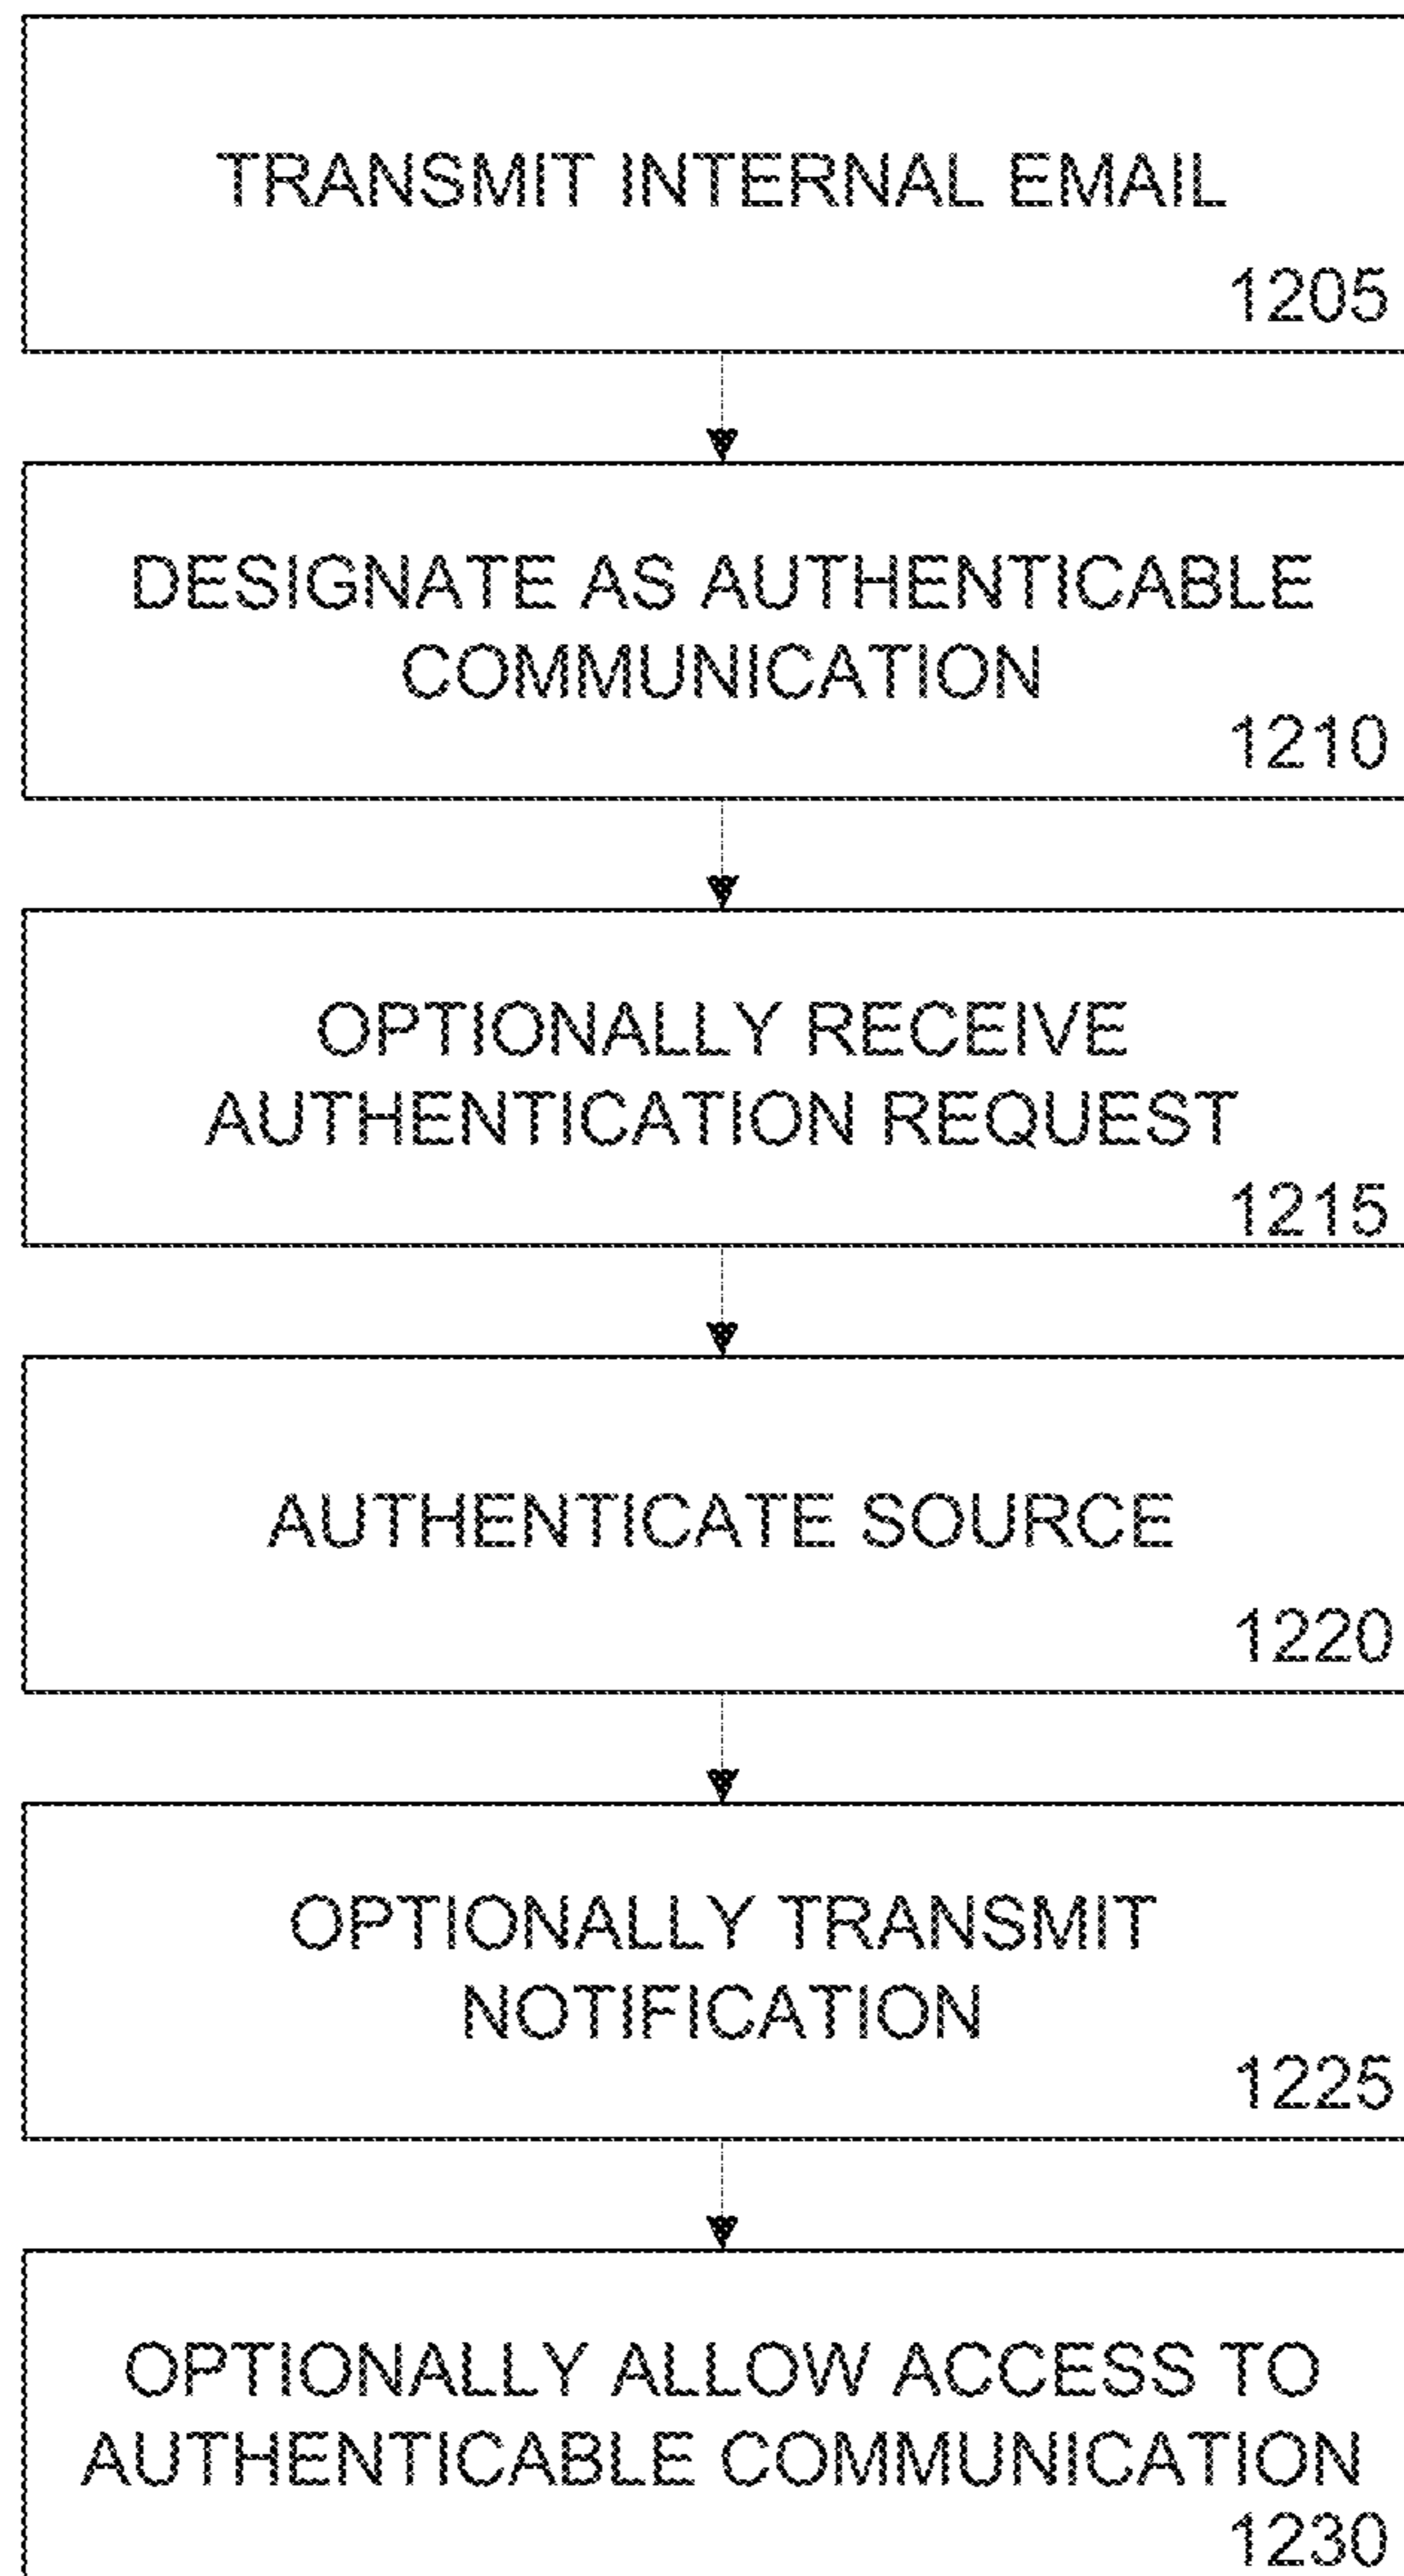 TRANSMIT INTERNAL EMAIL
1205
DESIGNATE AS AUTHENTICABLE
COMMUNICATION
1210
OPTIONALLY RECEIVE
AUTHENTICATION REQUEST
1215
AUTHENTICATE SOURCE
1220
OPTIONALLY TRANSMIT
NOTIFICATION
1225
OPTIONALLY ALLOW ACCESS TO
AUTHENTICABLE COMMUNICATION
1230